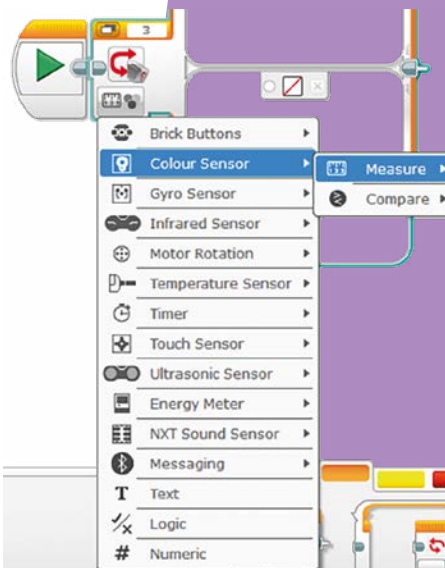 3
Brick Buttons
Colour Sensor
Measure
Gyro Sensor
Compare
Infrared Sensor
Motor Rotation
Temperature Sensor
Timer
Touch Sensor
Ultrasonic Sensor
Energy Meter
NXT Sound Sensor
Messaging
Text
Logic
Numeric